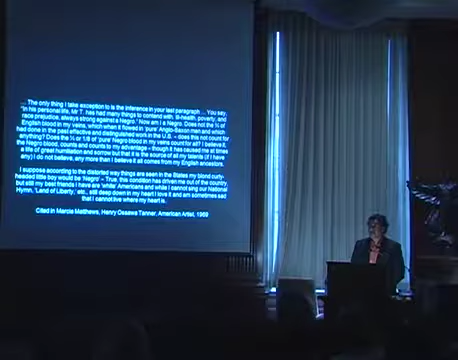 ... The only thing I take exception to is the inference in your last paragraph ... You say,
"In his personal life, Mr T. has had many things to contend with. Ill-health, poverty, and
race prejudice, always strong against a Negro." Now am I a Negro. Does not the ¾ of
English blood in my veins, which when it flowed in 'pure' Anglo-Saxon men and which
had done in the past effective and distinguished work in the U.S. - does this not count for
anything? Does the ¼ or 1/8 of 'pure' Negro blood in my veins count for all? I believe it,
the Negro blood, counts and counts to my advantage - though it has caused me at times
a life of great humiliation and sorrow but that it is the source of all my talents (if I have
any) I do not believe, any more than I believe it all comes from my English ancestors.
I suppose according to the distorted way things are seen in the States my blond curly-
headed little boy would be 'Negro' - True, this condition has driven me out of the country,
but still my best friends I have are 'white' Americans and while I cannot sing our National
Hymn, 'Land of Liberty,' etc., still deep down in my heart I love it and am sometimes sad
that I cannot live where my heart is.
Cited in Marcia Matthews, Henry Ossawa Tanner, American Artist, 1969